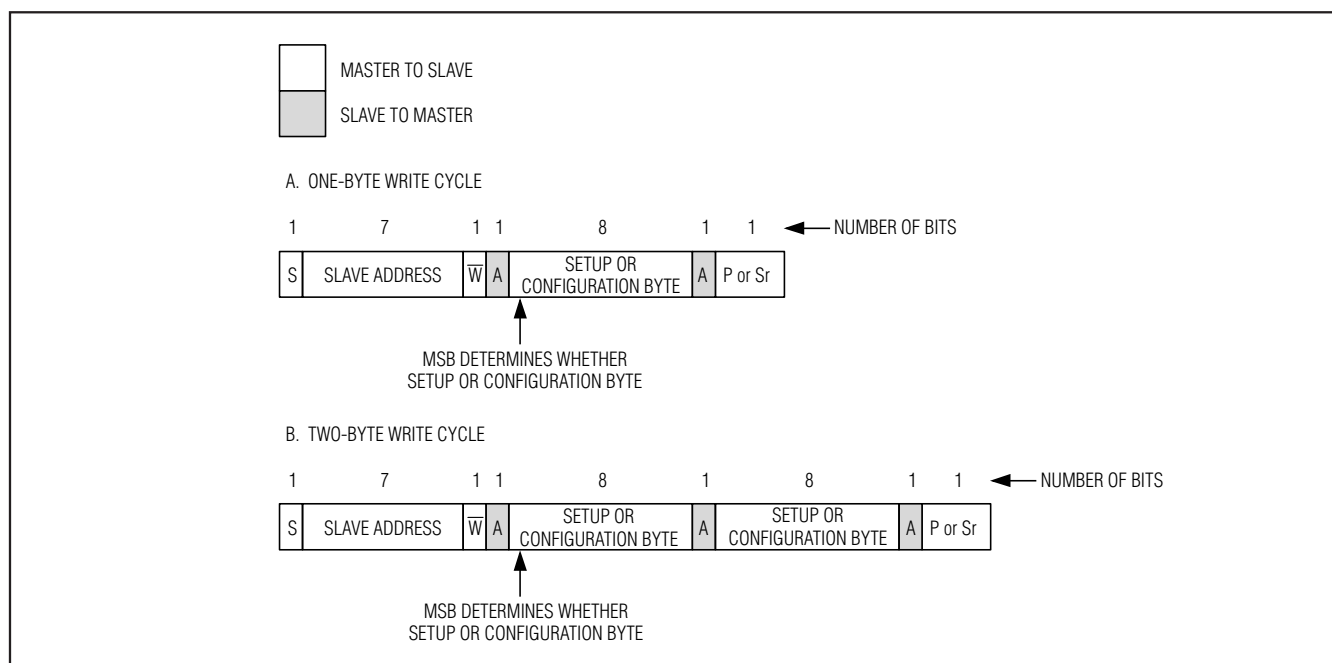 MASTER TO SLAVE
SLAVE TO MASTER
A. ONE-BYTE WRITE CYCLE
1 7 1 1 8 1 1 NUMBER OF BITS
S SLAVE ADDRESS W̅ A SETUP OR CONFIGURATION BYTE A P or Sr
MSB DETERMINES WHETHER
SETUP OR CONFIGURATION BYTE
B. TWO-BYTE WRITE CYCLE
1 7 1 1 8 1 8 1 1 NUMBER OF BITS
S SLAVE ADDRESS W̅ A SETUP OR CONFIGURATION BYTE A SETUP OR CONFIGURATION BYTE A P or Sr
MSB DETERMINES WHETHER
SETUP OR CONFIGURATION BYTE